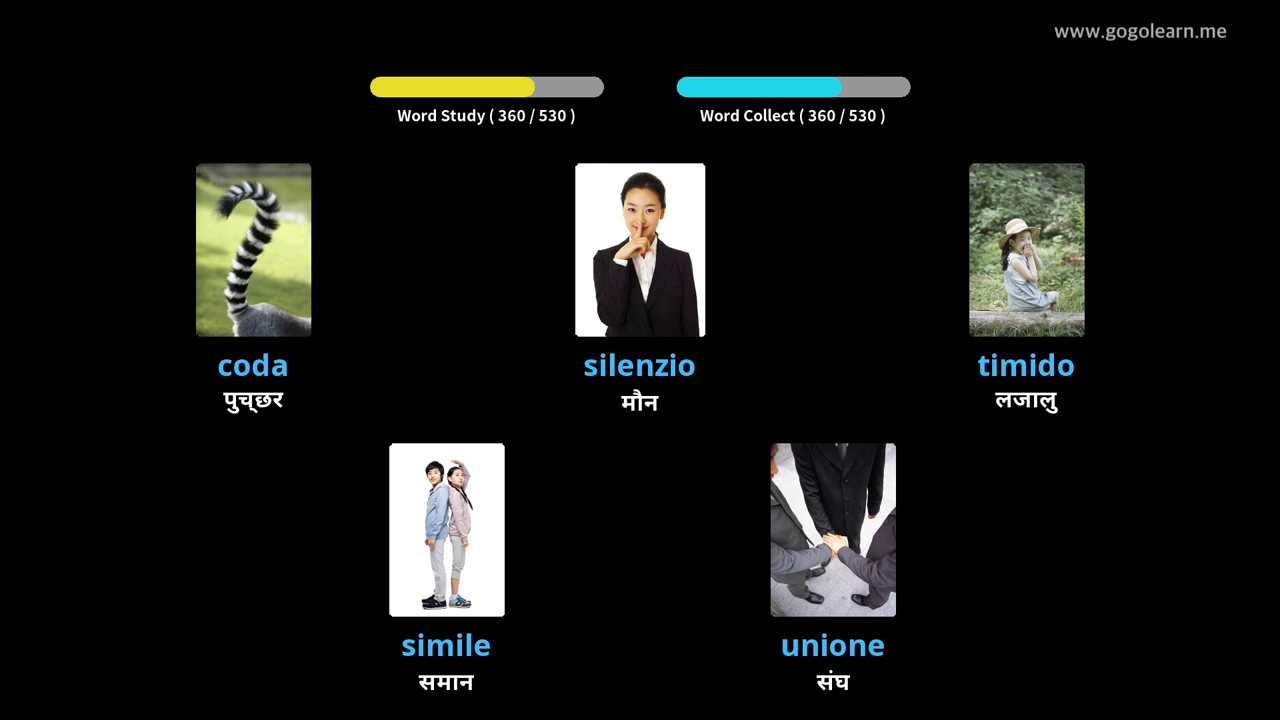 www.gogolearn.me
Word Study ( 360 / 530 )
Word Collect ( 360 / 530 )
coda
पुच्छर
silenzio
मौन
timido
लजालु
simile
समान
unione
संघ